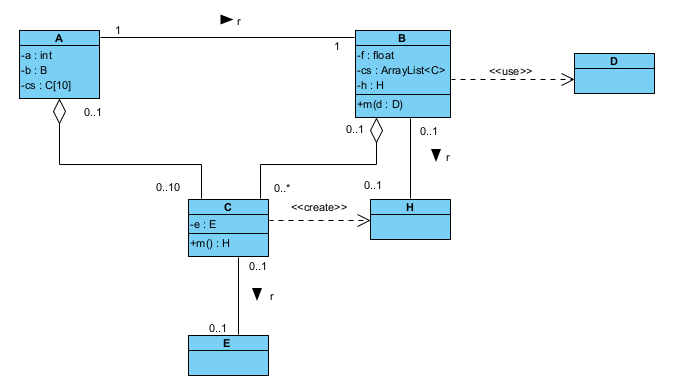 r
1
1
A
-a : int
-b : B
-cs : C[10]
0..1
B
-f : float
-cs : ArrayList<C>
-h : H
+m(d : D)
<<use>>
D
0..1
0..1
r
0..10
0..*
0..1
C
-e : E
+m() : H
<<create>>
H
0..1
r
0..1
E